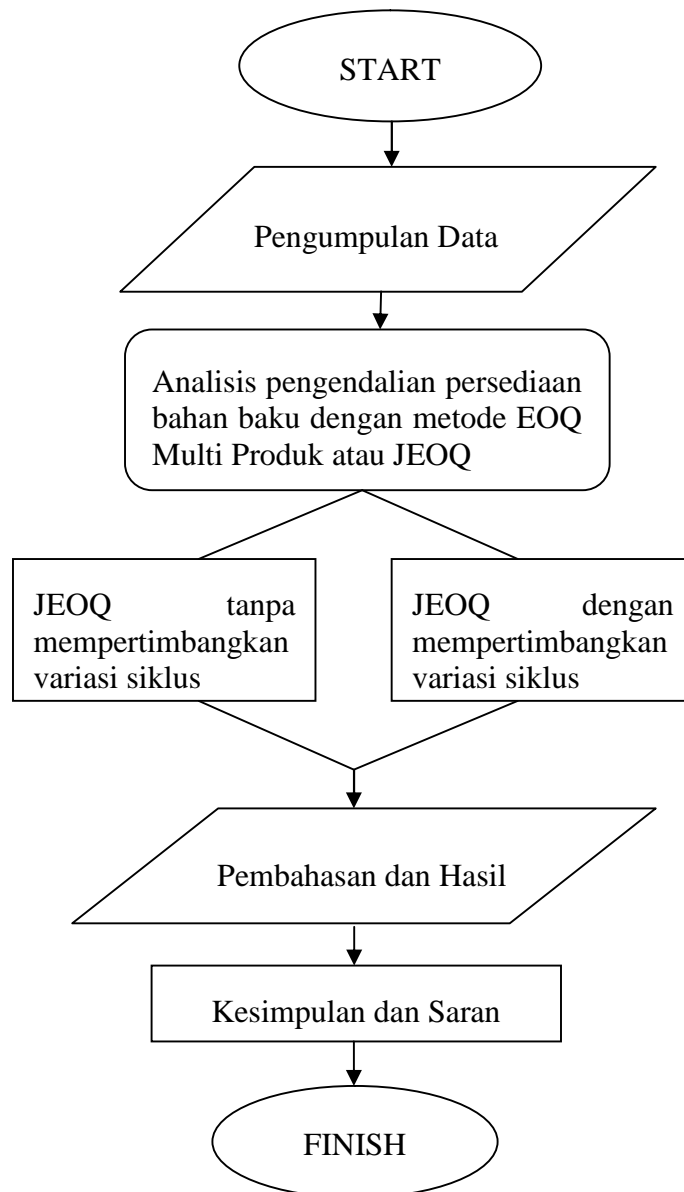 START
Pengumpulan Data
Analisis pengendalian persediaan
bahan baku dengan metode EOQ
Multi Produk atau JEOQ
JEOQ tanpa
mempertimbangkan
variasi siklus
JEOQ dengan
mempertimbangkan
variasi siklus
Pembahasan dan Hasil
Kesimpulan dan Saran
FINISH